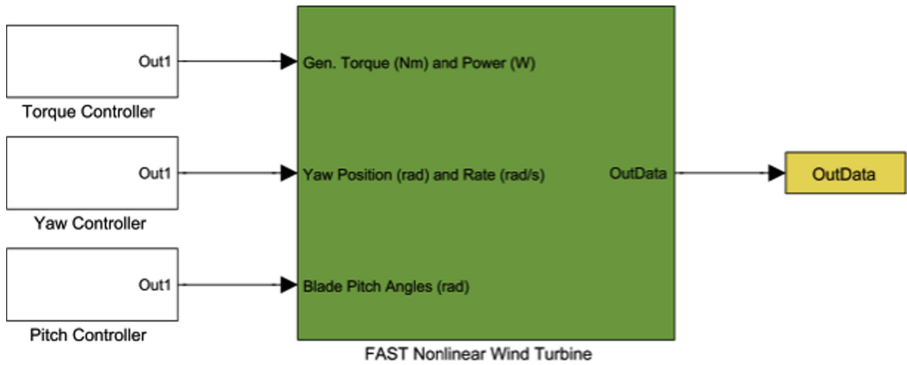 Out1
Gen. Torque (Nm) and Power (W)
Torque Controller
Out1
Yaw Position (rad) and Rate (rad/s)
OutData
OutData
Yaw Controller
Out1
Blade Pitch Angles (rad)
Pitch Controller
FAST Nonlinear Wind Turbine